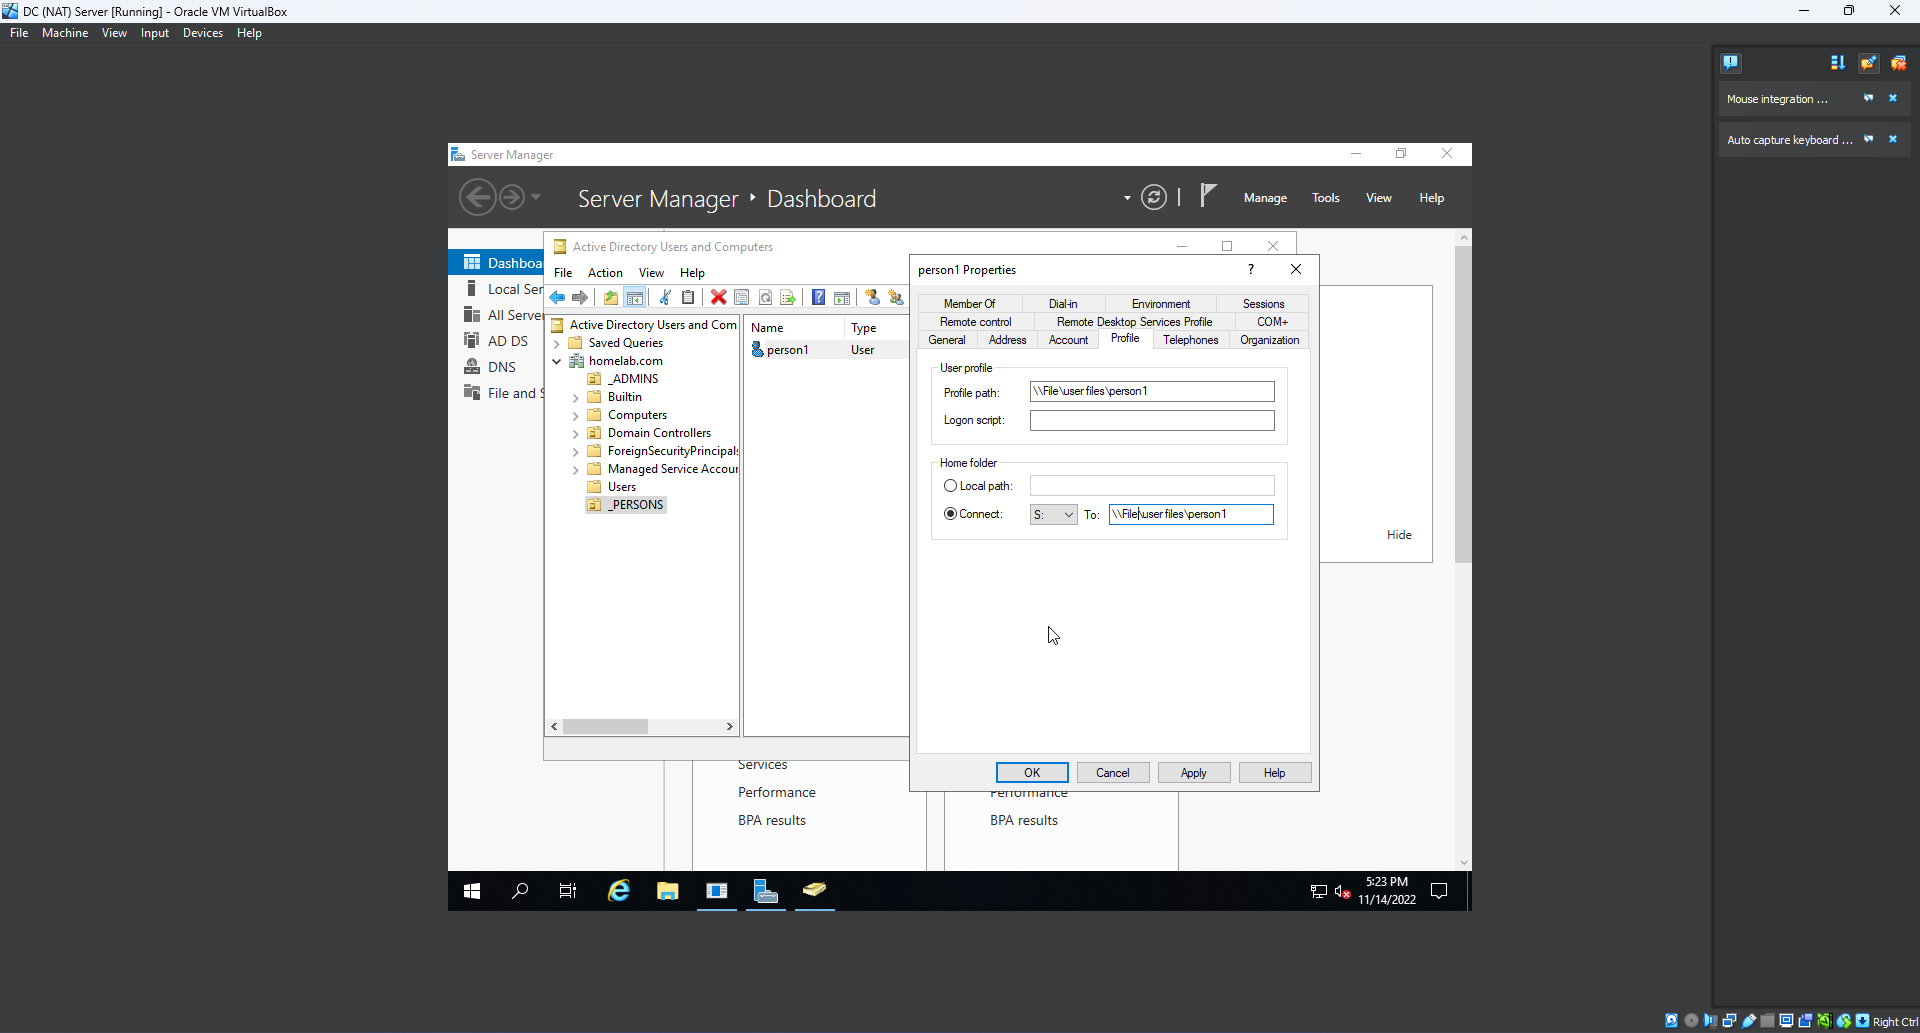 DC (NAT) Server [Running] - Oracle VM VirtualBox
File Machine View Input Devices Help
Mouse integration ...
Auto capture keyboard ...
Server Manager
Server Manager Dashboard
Manage Tools View Help
Dashboa
Local Ser
All Server
AD DS
DNS
File and S
Active Directory Users and Computers
File Action View Help
Active Directory Users and Com
Saved Queries
homelab.com
_ADMINS
Builtin
Computers
Domain Controllers
ForeignSecurityPrincipals
Managed Service Accour
Users
_PERSONS
Name Type
person1 User
person1 Properties
Member Of Dial-in Environment Sessions
Remote control Remote Desktop Services Profile COM+
General Address Account Profile Telephones Organization
User profile
Profile path: \\File\user files\person1
Logon script:
Home folder
Local path:
Connect: S: To: \\File\user files\person1
OK Cancel Apply Help
Hide
Services
Performance
BPA results
Performance
BPA results
5:23 PM
11/14/2022
Right Ctrl